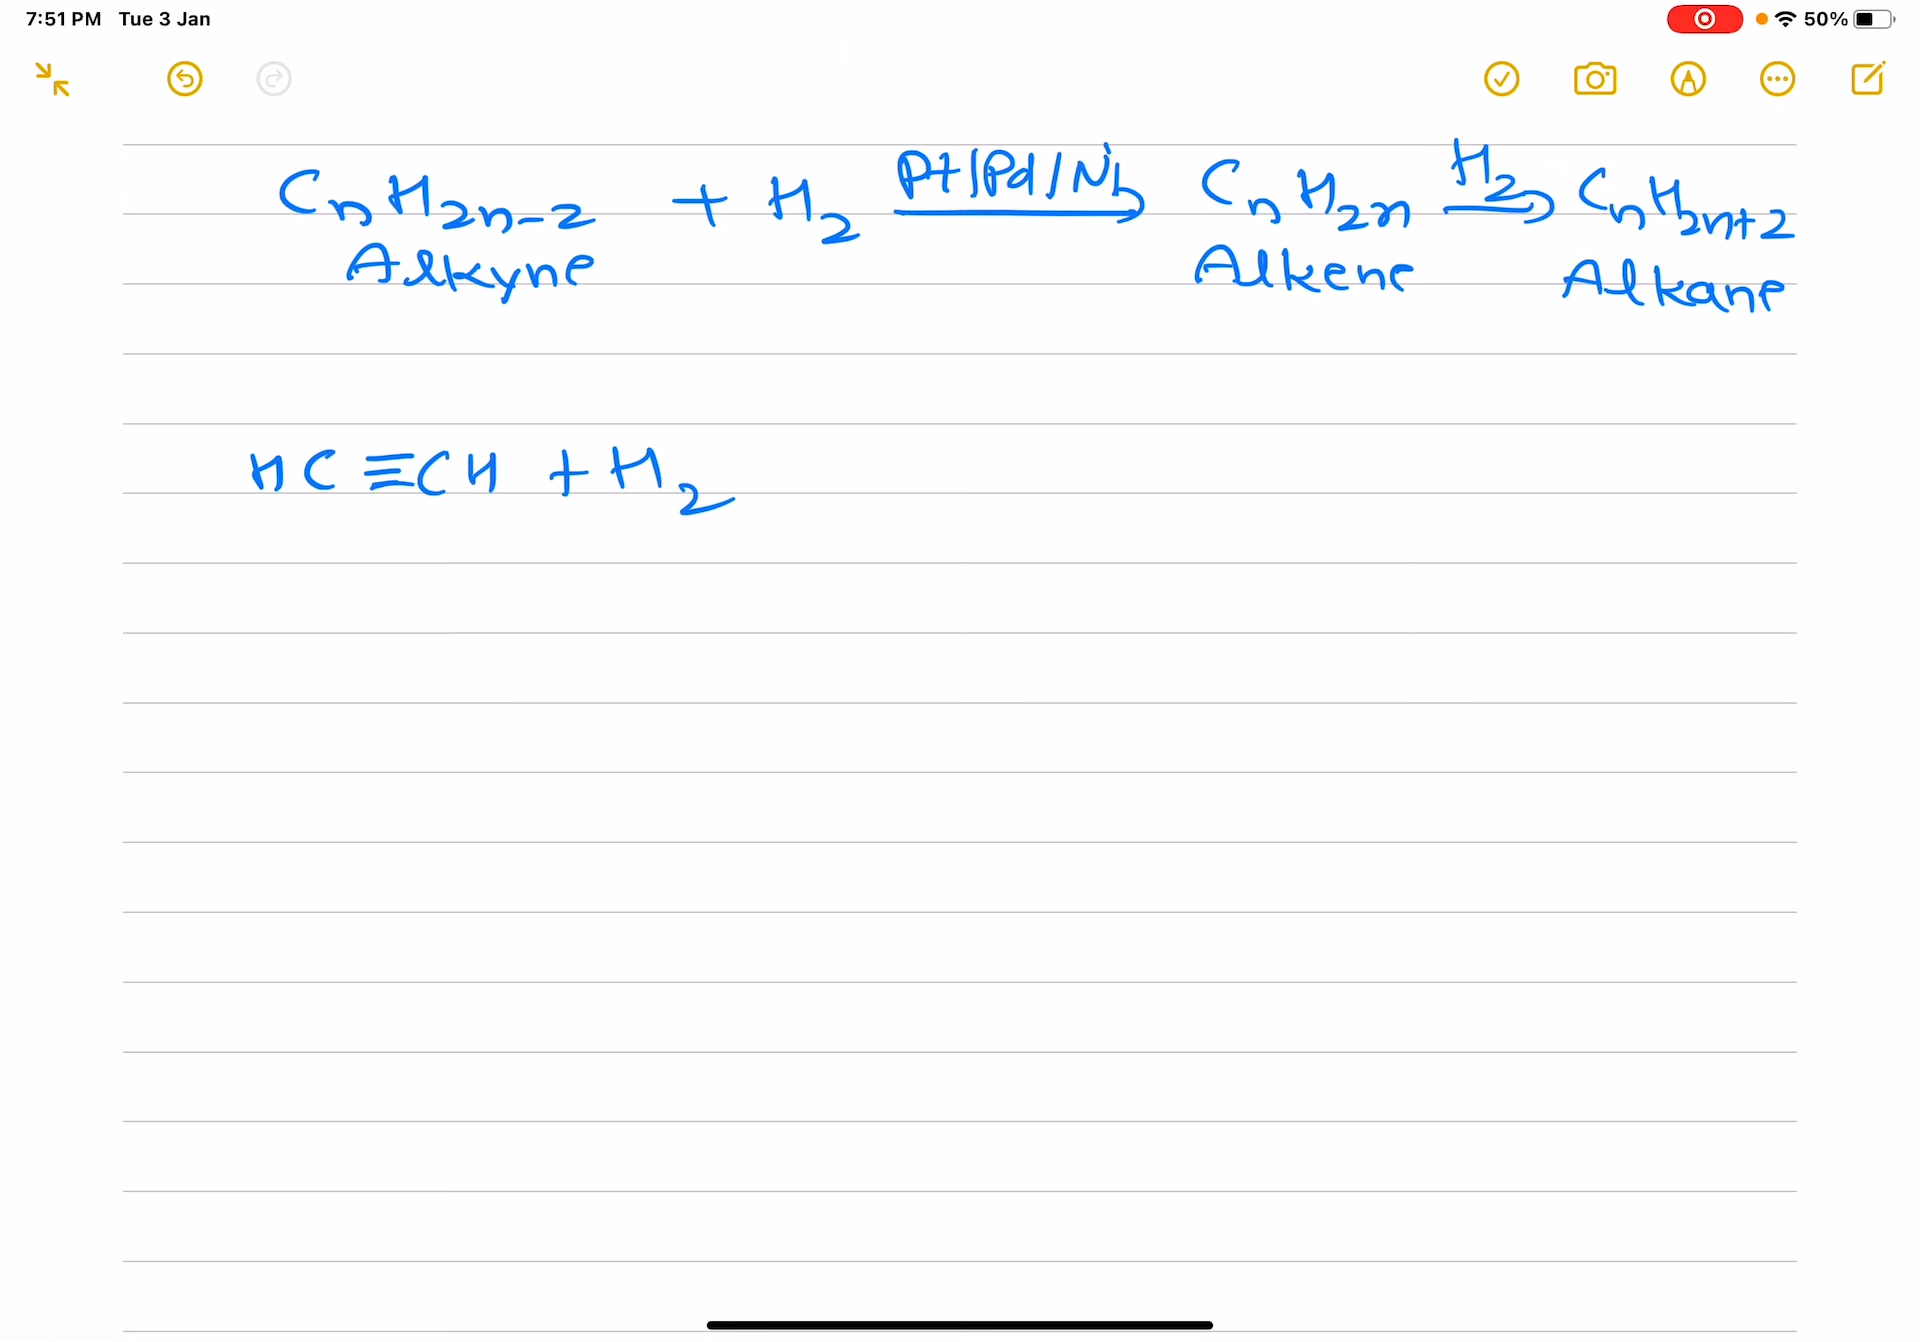 7:51 PM Tue 3 Jan 50%
CnH2n-2 + H2 Pt/Pd/Ni CnH2n H2 CnH2n+2
Alkyne Alkene Alkane
HC≡CH + H2